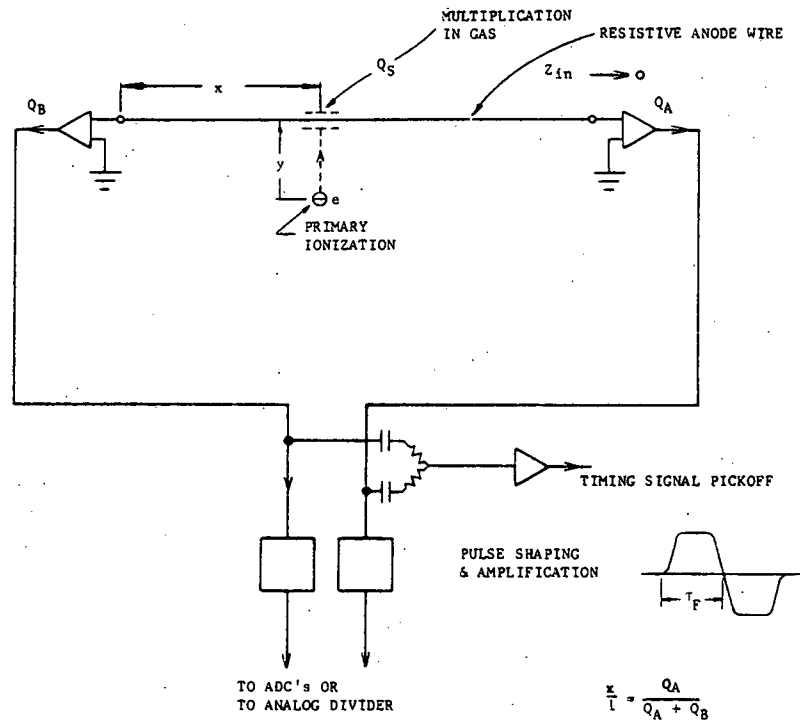 MULTIPLICATION
IN GAS
RESISTIVE ANODE WIRE
Q_S
Z_in
x
Q_B
Q_A
y
e
PRIMARY
IONIZATION
TIMING SIGNAL PICKOFF
PULSE SHAPING
& AMPLIFICATION
τ_F
TO ADC's OR
TO ANALOG DIVIDER
x/l = Q_A / (Q_A + Q_B)